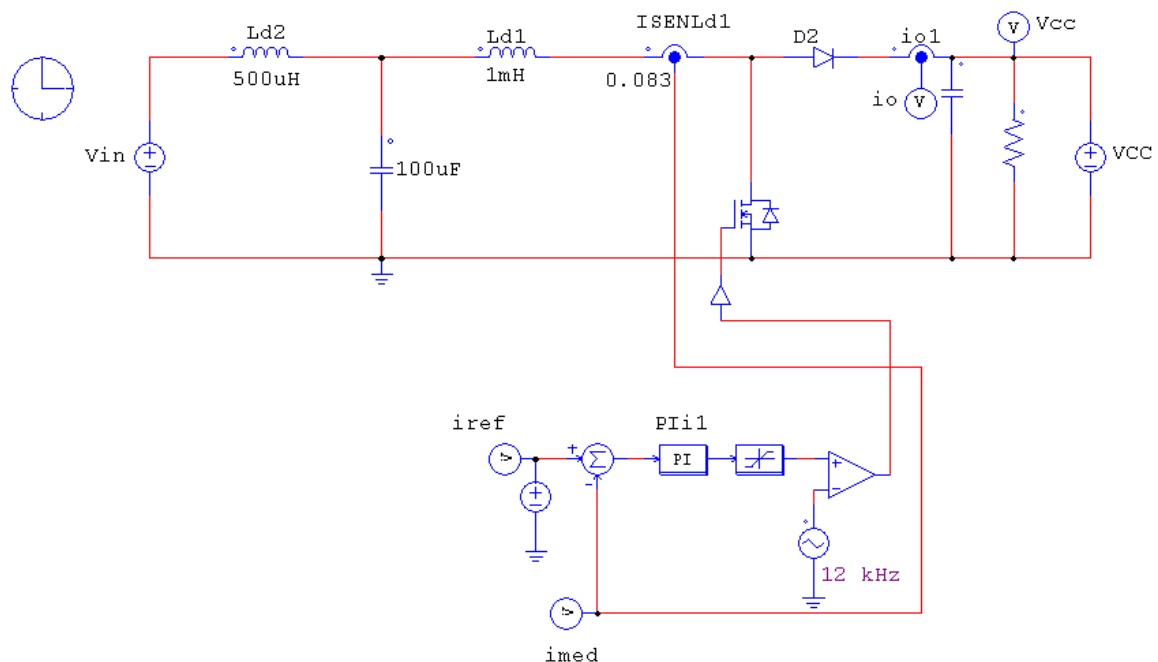 ISENLd1
V Vcc
Ld2
Ld1
D2
io1
500uH
1mH
0.083
io V
Vin
100uF
VCC
iref
PIi1
V
+
Σ
PI
+
-
-
12 kHz
V
imed